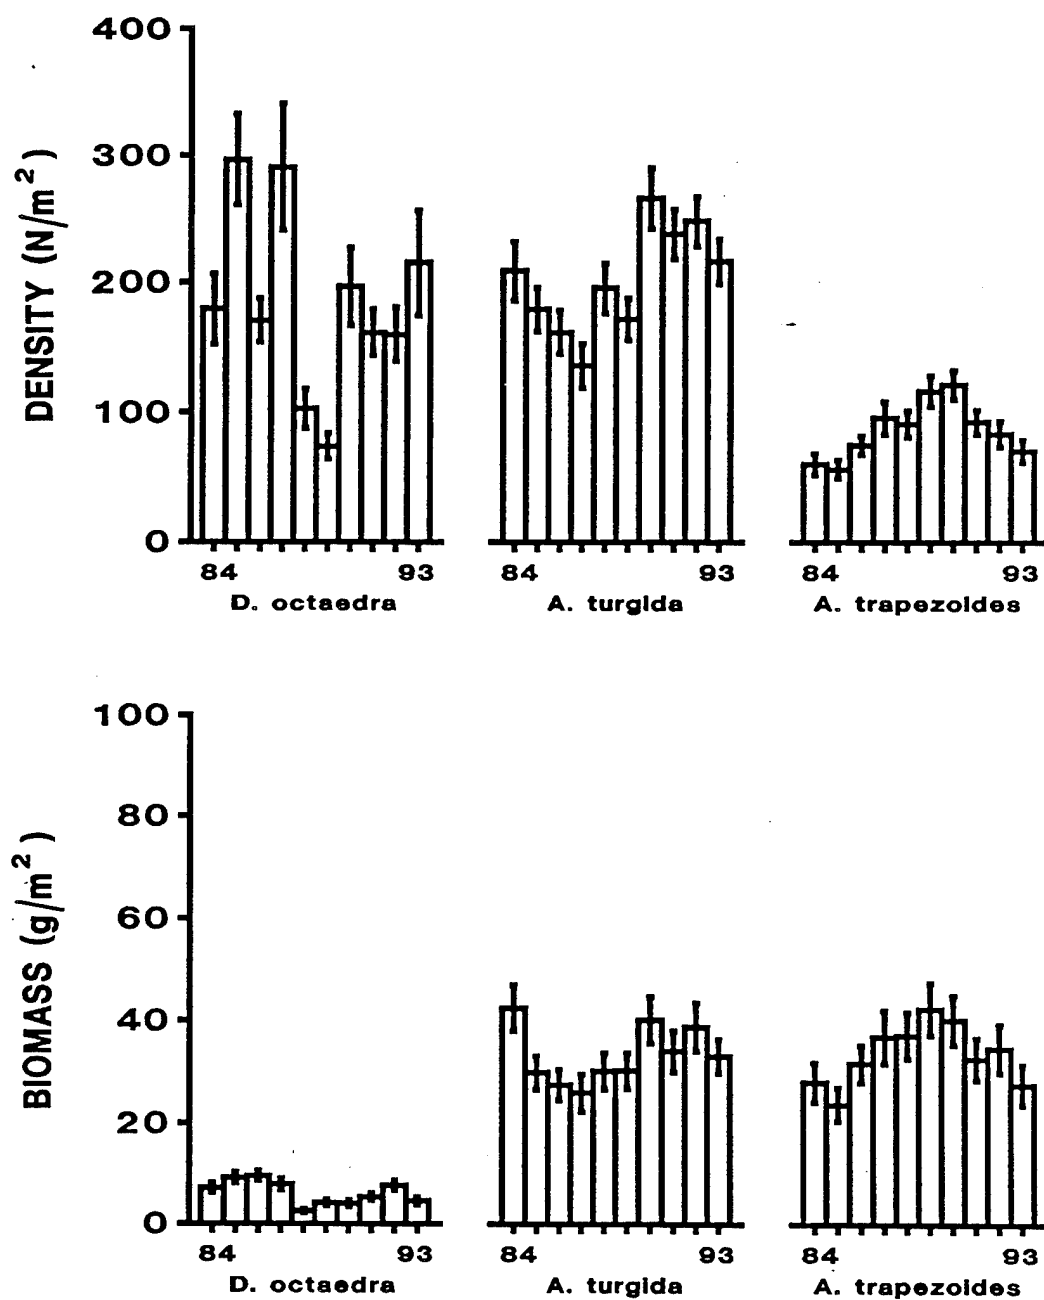 400
300
200
100
0
DENSITY (N/m²)
84 93 84 93 84 93
D. octaedra A. turgida A. trapezoides
100
80
60
40
20
0
BIOMASS (g/m²)
84 93 84 93 84 93
D. octaedra A. turgida A. trapezoides